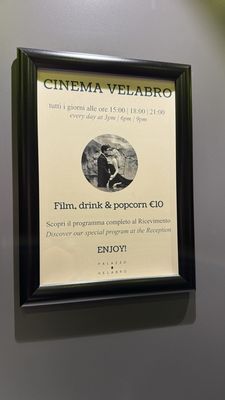 CINEMA VELABRO
tutti i giorni alle ore 15:00 | 18:00 | 21:00
every day at 3pm | 6pm | 9pm
Film, drink & popcorn €10
Scopri il programma completo al Ricevimento
Discover our special program at the Reception
ENJOY!
PALAZZO
VELABRO